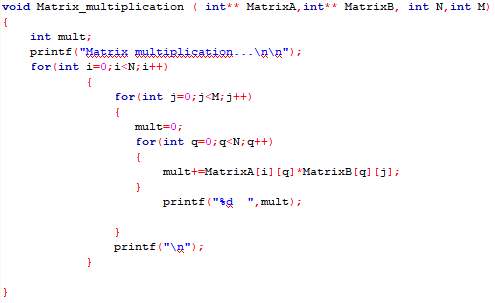 void Matrix_multiplication ( int** MatrixA,int** MatrixB, int N,int M)
{
int mult;
printf("Matrix multiplication...\n\n");
for(int i=0;i<N;i++)
{
for(int j=0;j<M;j++)
{
mult=0;
for(int q=0;q<N;q++)
{
mult+=MatrixA[i][q]*MatrixB[q][j];
}
printf("%d  ",mult);
}
printf("\n");
}
}